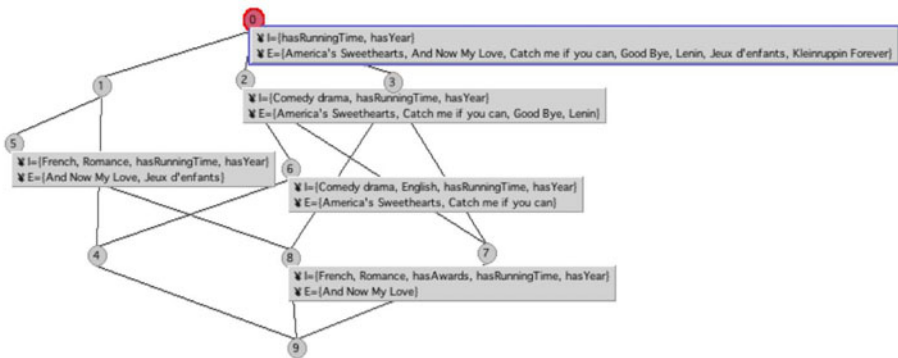 0
¥ I={hasRunningTime, hasYear}
¥ E={America's Sweethearts, And Now My Love, Catch me if you can, Good Bye, Lenin, Jeux d'enfants, Kleinruppin Forever}
1
2
3
¥ I={Comedy drama, hasRunningTime, hasYear}
¥ E={America's Sweethearts, Catch me if you can, Good Bye, Lenin}
5
¥ I={French, Romance, hasRunningTime, hasYear}
¥ E={And Now My Love, Jeux d'enfants}
6
¥ I={Comedy drama, English, hasRunningTime, hasYear}
¥ E={America's Sweethearts, Catch me if you can}
4
8
7
¥ I={French, Romance, hasAwards, hasRunningTime, hasYear}
¥ E={And Now My Love}
9